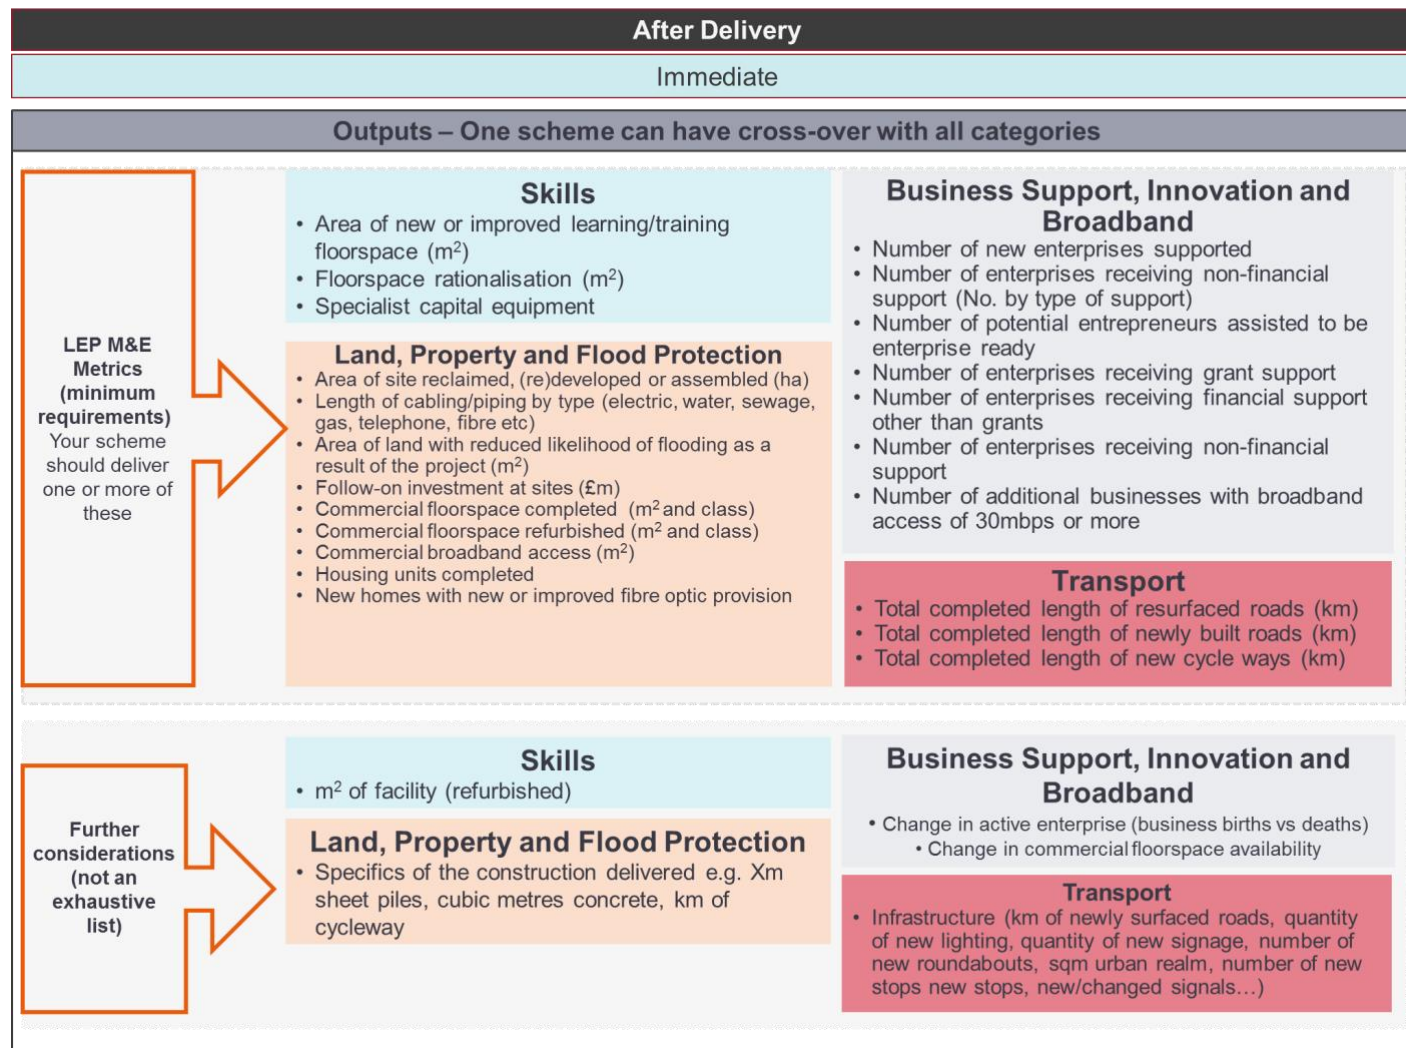 After Delivery
Immediate
Outputs – One scheme can have cross-over with all categories
LEP M&E
Metrics
(minimum
requirements)
Your scheme
should deliver
one or more of
these
Skills
• Area of new or improved learning/training
floorspace (m²)
• Floorspace rationalisation (m²)
• Specialist capital equipment
Land, Property and Flood Protection
• Area of site reclaimed, (re)developed or assembled (ha)
• Length of cabling/piping by type (electric, water, sewage,
gas, telephone, fibre etc)
• Area of land with reduced likelihood of flooding as a
result of the project (m²)
• Follow-on investment at sites (£m)
• Commercial floorspace completed (m² and class)
• Commercial floorspace refurbished (m² and class)
• Commercial broadband access (m²)
• Housing units completed
• New homes with new or improved fibre optic provision
Business Support, Innovation and
Broadband
• Number of new enterprises supported
• Number of enterprises receiving non-financial
support (No. by type of support)
• Number of potential entrepreneurs assisted to be
enterprise ready
• Number of enterprises receiving grant support
• Number of enterprises receiving financial support
other than grants
• Number of enterprises receiving non-financial
support
• Number of additional businesses with broadband
access of 30mbps or more
Transport
• Total completed length of resurfaced roads (km)
• Total completed length of newly built roads (km)
• Total completed length of new cycle ways (km)
Further
considerations
(not an
exhaustive
list)
Skills
• m² of facility (refurbished)
Land, Property and Flood Protection
• Specifics of the construction delivered e.g. Xm
sheet piles, cubic metres concrete, km of
cycleway
Business Support, Innovation and
Broadband
• Change in active enterprise (business births vs deaths)
• Change in commercial floorspace availability
Transport
• Infrastructure (km of newly surfaced roads, quantity
of new lighting, quantity of new signage, number of
new roundabouts, sqm urban realm, number of new
stops new stops, new/changed signals…)